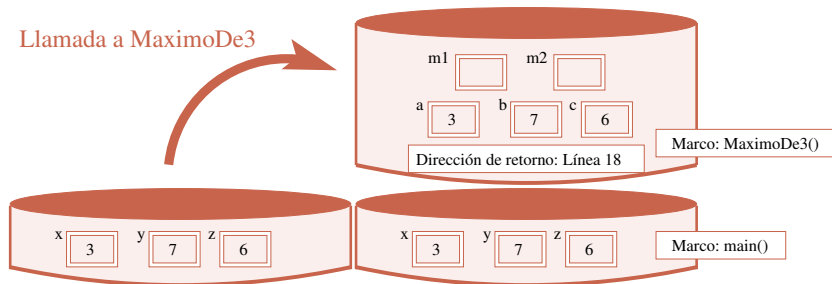 Llamada a MaximoDe3
m1 m2
a 3 b 7 c 6
Marco: MaximoDe3()
Dirección de retorno: Línea 18
x 3 y 7 z 6
x 3 y 7 z 6
Marco: main()